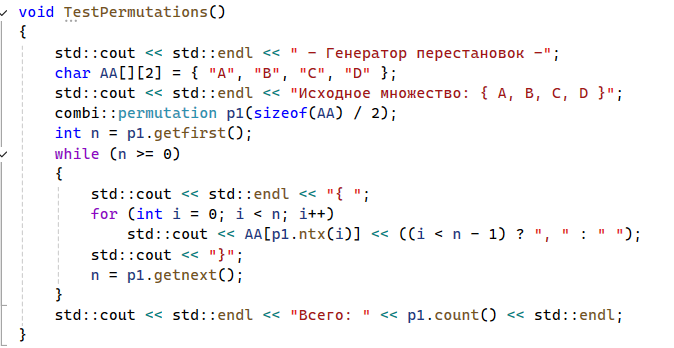 void TestPermutations()
{
    std::cout << std::endl << " – Генератор перестановок –";
    char AA[][2] = { "A", "B", "C", "D" };
    std::cout << std::endl << "Исходное множество: { A, B, C, D }";
    combi::permutation p1(sizeof(AA) / 2);
    int n = p1.getfirst();
    while (n >= 0)
    {
        std::cout << std::endl << "{ ";
        for (int i = 0; i < n; i++)
            std::cout << AA[p1.ntx(i)] << ((i < n - 1) ? ", " : " ");
        std::cout << "}";
        n = p1.getnext();
    }
    std::cout << std::endl << "Всего: " << p1.count() << std::endl;
}